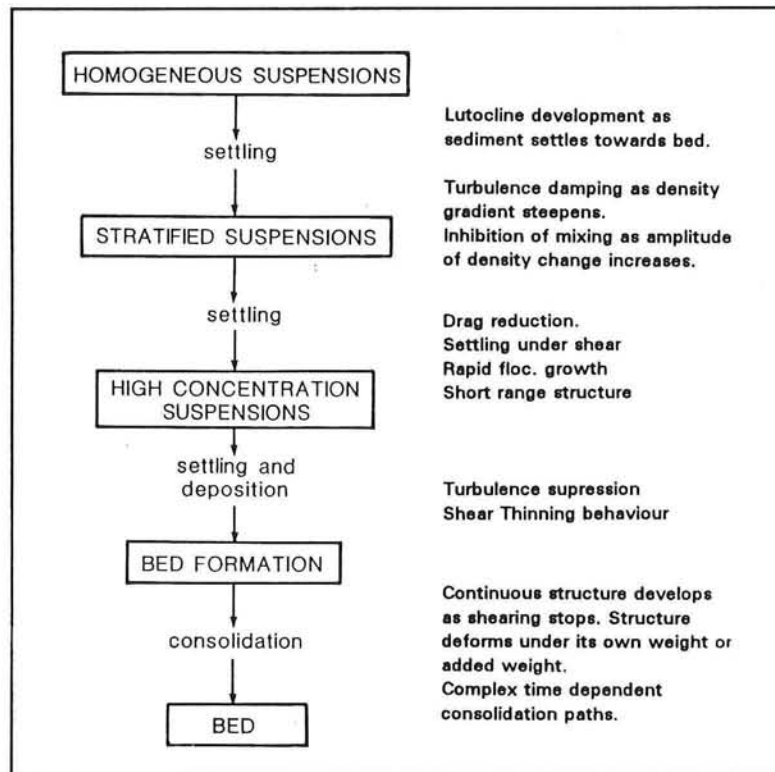 HOMOGENEOUS SUSPENSIONS
Lutocline development as
sediment settles towards bed.
settling
Turbulence damping as density
gradient steepens.
STRATIFIED SUSPENSIONS
Inhibition of mixing as amplitude
of density change increases.
settling
Drag reduction.
Settling under shear
Rapid floc. growth
Short range structure
HIGH CONCENTRATION
SUSPENSIONS
settling and
deposition
Turbulence supression
Shear Thinning behaviour
BED FORMATION
Continuous structure develops
as shearing stops. Structure
deforms under its own weight or
added weight.
Complex time dependent
consolidation paths.
consolidation
BED